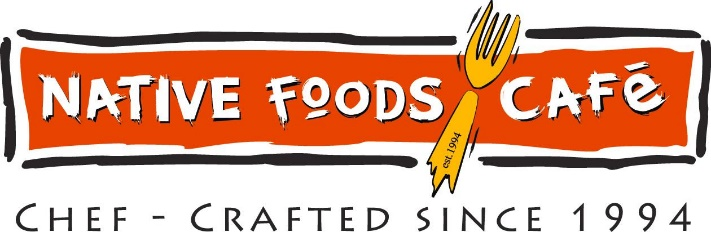 NATIVE FOODS CAFé
est. 1994
CHEF - CRAFTED SINCE 1994